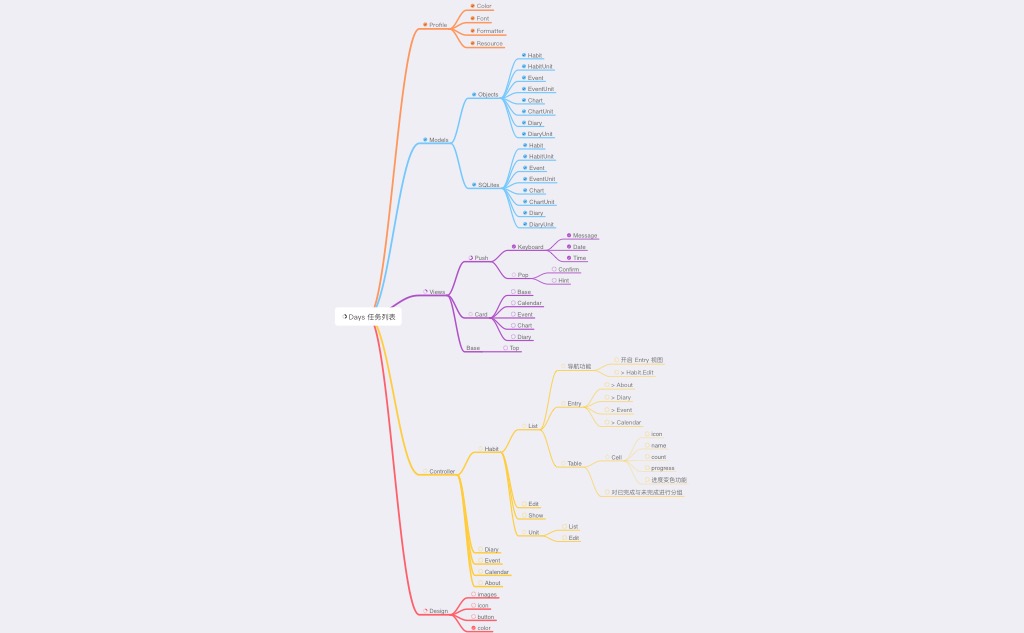 Days 任务列表
Profile
Color
Font
Formatter
Resource
Models
Objects
Habit
HabitUnit
Event
EventUnit
Chart
ChartUnit
Diary
DiaryUnit
SQLites
Habit
HabitUnit
Event
EventUnit
Chart
ChartUnit
Diary
DiaryUnit
Views
Push
Keyboard
Message
Date
Time
Pop
Confirm
Hint
Card
Base
Calendar
Event
Chart
Diary
Base
Top
Controller
Habit
List
导航功能
开启 Entry 视图
> Habit.Edit
Entry
> About
> Diary
> Event
> Calendar
Table
Cell
icon
name
count
progress
进度变色功能
对已完成与未完成进行分组
Edit
Show
Unit
List
Edit
Diary
Event
Calendar
About
Design
images
icon
button
color